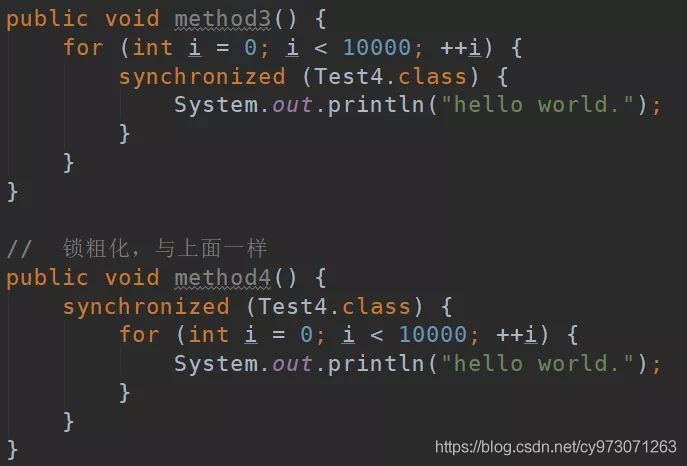 public void method3() {
    for (int i = 0; i < 10000; ++i) {
        synchronized (Test4.class) {
            System.out.println("hello world.");
        }
    }
}
//  锁粗化，与上面一样
public void method4() {
    synchronized (Test4.class) {
        for (int i = 0; i < 10000; ++i) {
            System.out.println("hello world.");
        }
    }
}
https://blog.csdn.net/cy973071263